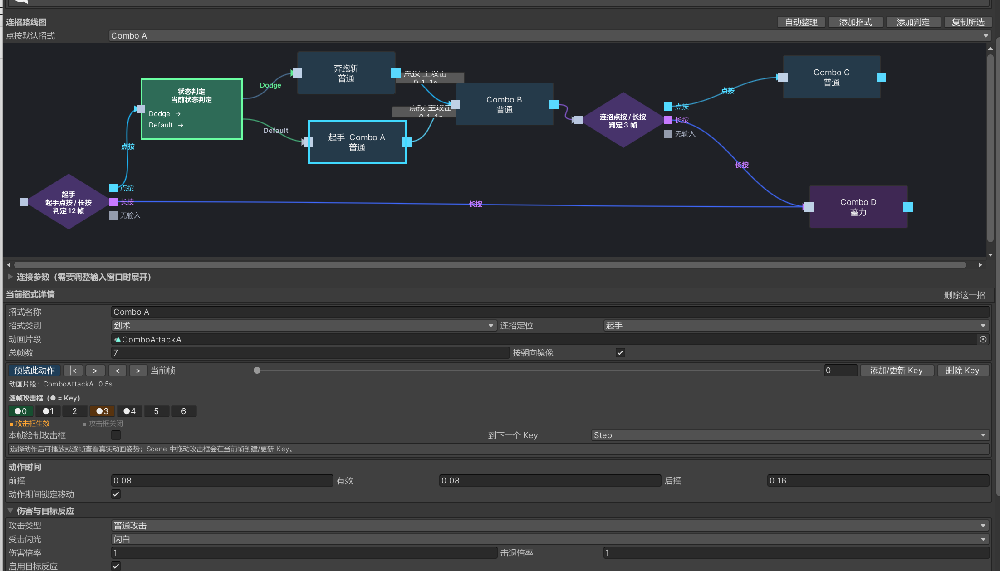 连招路线图
自动整理 添加招式 添加判定 复制所选
点按默认招式 Combo A
奔跑斩
普通
点按 主攻击
0.1-1s
Combo C
普通
状态判定
当前状态判定
Dodge →
Default →
Dodge
Default
点按 主攻击
0.1-1s
Combo B
普通
连招点按 / 长按
判定 3 帧
点按
长按
无输入
点按
起手 Combo A
普通
点按
长按
起手
起手点按 / 长按
判定 12 帧
点按
长按
无输入
长按
Combo D
蓄力
连接参数（需要调整输入窗口时展开）
当前招式详情 删除这一招
招式名称 Combo A
招式类别 剑术 连招定位 起手
动画片段 ComboAttackA
总帧数 7 按朝向镜像
预览此动作 |< > < > 当前帧 0 添加/更新 Key 删除 Key
动画片段：ComboAttackA 0.5s
逐帧攻击框（● = Key）
●0 ●1 2 ●3 ●4 5 6
■ 攻击框生效 ■ 攻击框关闭
本帧绘制攻击框 到下一个 Key Step
选择动作后可播放或逐帧查看真实动画姿势；Scene 中拖动攻击框会在当前帧创建/更新 Key。
动作时间
前摇 0.08 有效 0.08 后摇 0.16
动作期间锁定移动
伤害与目标反应
攻击类型 普通攻击
受击闪光 闪白
伤害倍率 1 击退倍率 1
启用目标反应